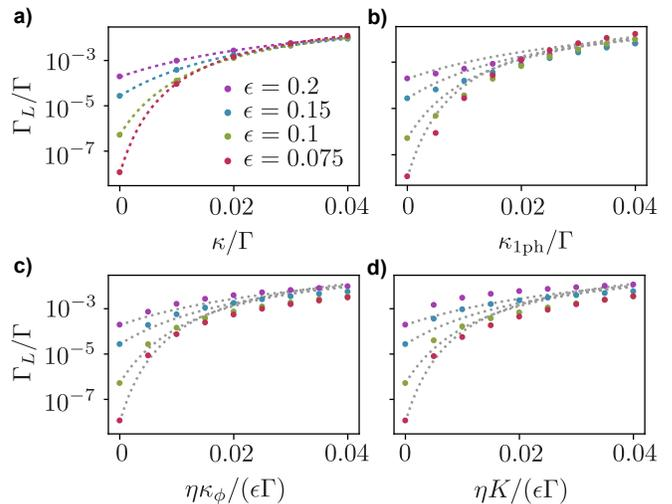 a)
b)
Γ_L/Γ
10⁻³
10⁻⁵
10⁻⁷
ϵ = 0.2
ϵ = 0.15
ϵ = 0.1
ϵ = 0.075
0 0.02 0.04
0 0.02 0.04
κ/Γ
κ_1ph/Γ
c)
d)
Γ_L/Γ
10⁻³
10⁻⁵
10⁻⁷
0 0.02 0.04
0 0.02 0.04
ηκ_ϕ/(ϵΓ)
ηK/(ϵΓ)